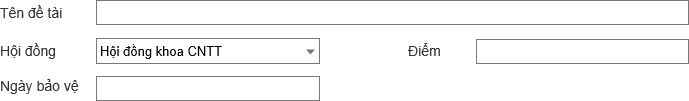 Tên đề tài
Hội đồng Hội đồng khoa CNTT Điểm
Ngày bảo vệ